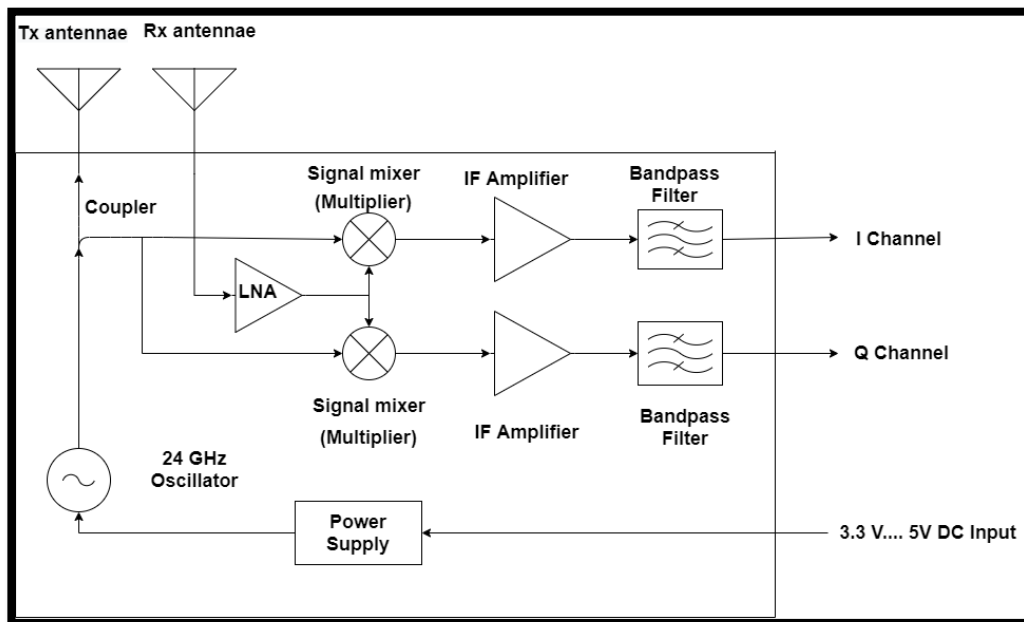 Tx antennae
Rx antennae
Coupler
Signal mixer
(Multiplier)
IF Amplifier
Bandpass
Filter
I Channel
LNA
Q Channel
Signal mixer
(Multiplier)
IF Amplifier
Bandpass
Filter
24 GHz
Oscillator
Power
Supply
3.3 V.... 5V DC Input